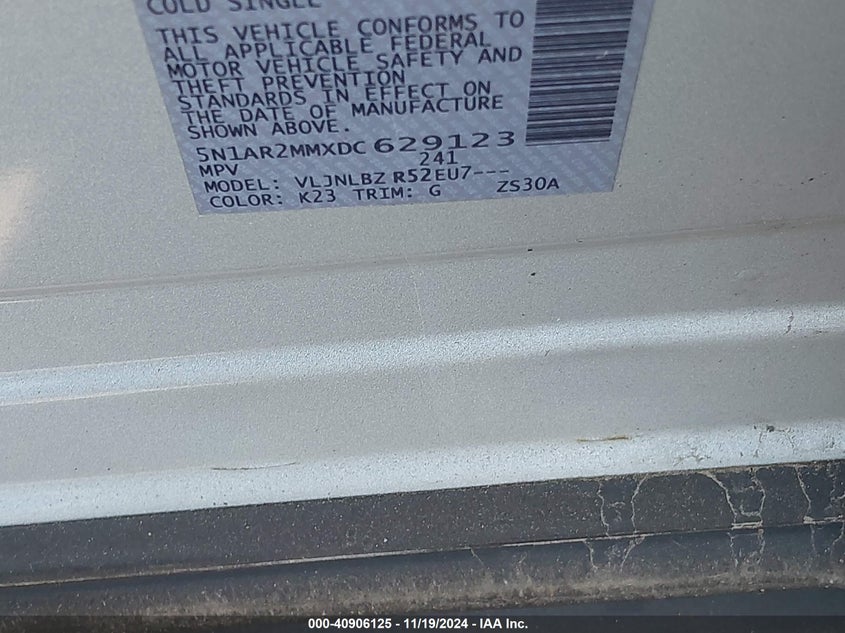 COLD SINGLE
THIS VEHICLE CONFORMS TO
ALL APPLICABLE FEDERAL
MOTOR VEHICLE SAFETY AND
THEFT PREVENTION
STANDARDS IN EFFECT ON
THE DATE OF MANUFACTURE
SHOWN ABOVE.
5N1AR2MMXDC 629123
MPV 241
MODEL: VLJNLBZ R52EU7---
COLOR: K23 TRIM: G ZS30A
000-40906125 - 11/19/2024 - IAA Inc.